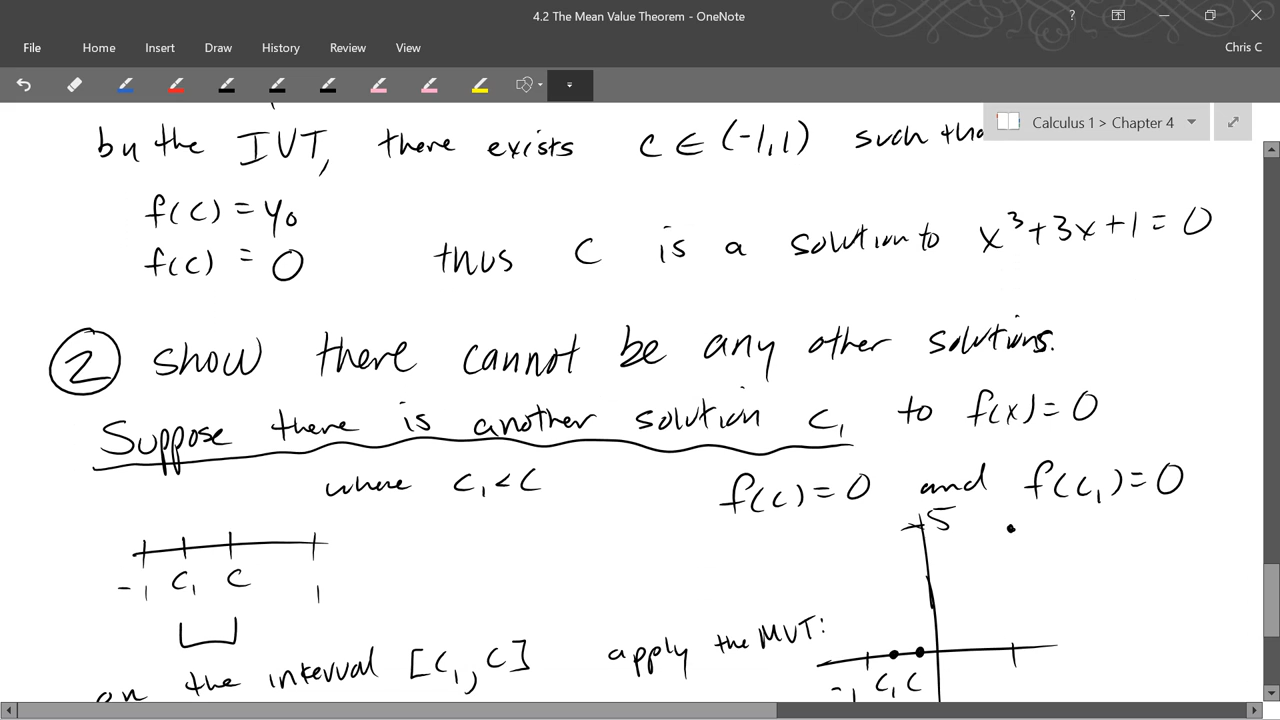 4.2 The Mean Value Theorem - OneNote
?
File Home Insert Draw History Review View
Chris C
Calculus 1 > Chapter 4
by the IVT, there exists c ∈ (-1,1) such tha
f(c) = y₀
f(c) = 0 thus c is a solution to x³+3x+1=0
② show there cannot be any other solutions.
Suppose there is another solution c₁ to f(x)=0
where c₁<c f(c)=0 and f(c₁)=0
5
-1 c₁ c 1
on the interval [c₁,c] apply the MVT:
-1 c₁ c